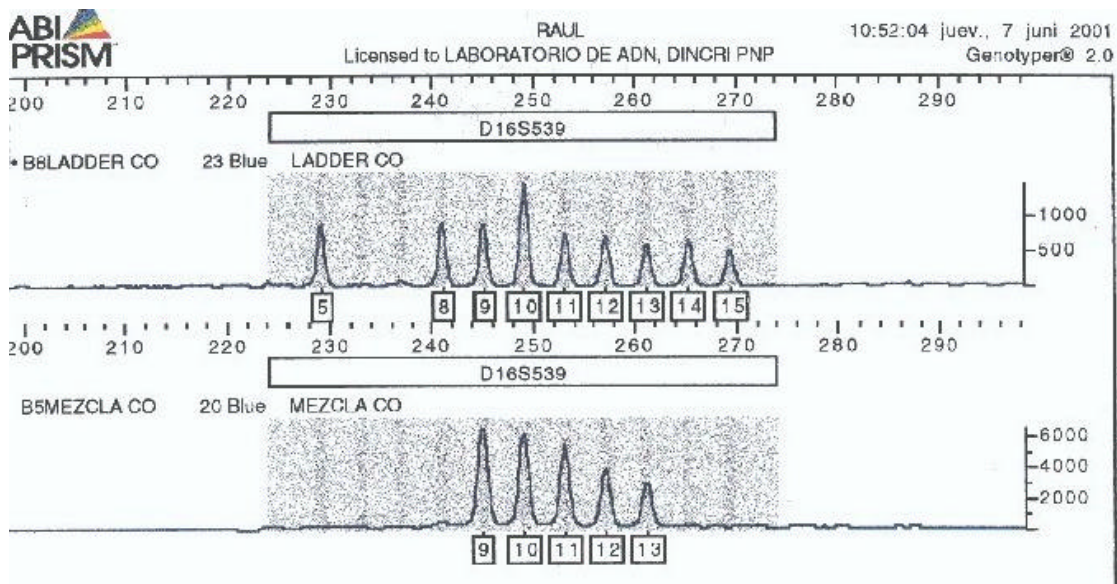 ABI PRISM
RAUL
10:52:04 juev., 7 juni 2001
Licensed to LABORATORIO DE ADN, DINCRI PNP
Genotyper® 2.0
200 210 220 230 240 250 260 270 280 290
D16S539
• B8LADDER CO 23 Blue LADDER CO
1000
500
5 8 9 10 11 12 13 14 15
200 210 220 230 240 250 260 270 280 290
D16S539
B5MEZCLA CO 20 Blue MEZCLA CO
6000
4000
2000
9 10 11 12 13